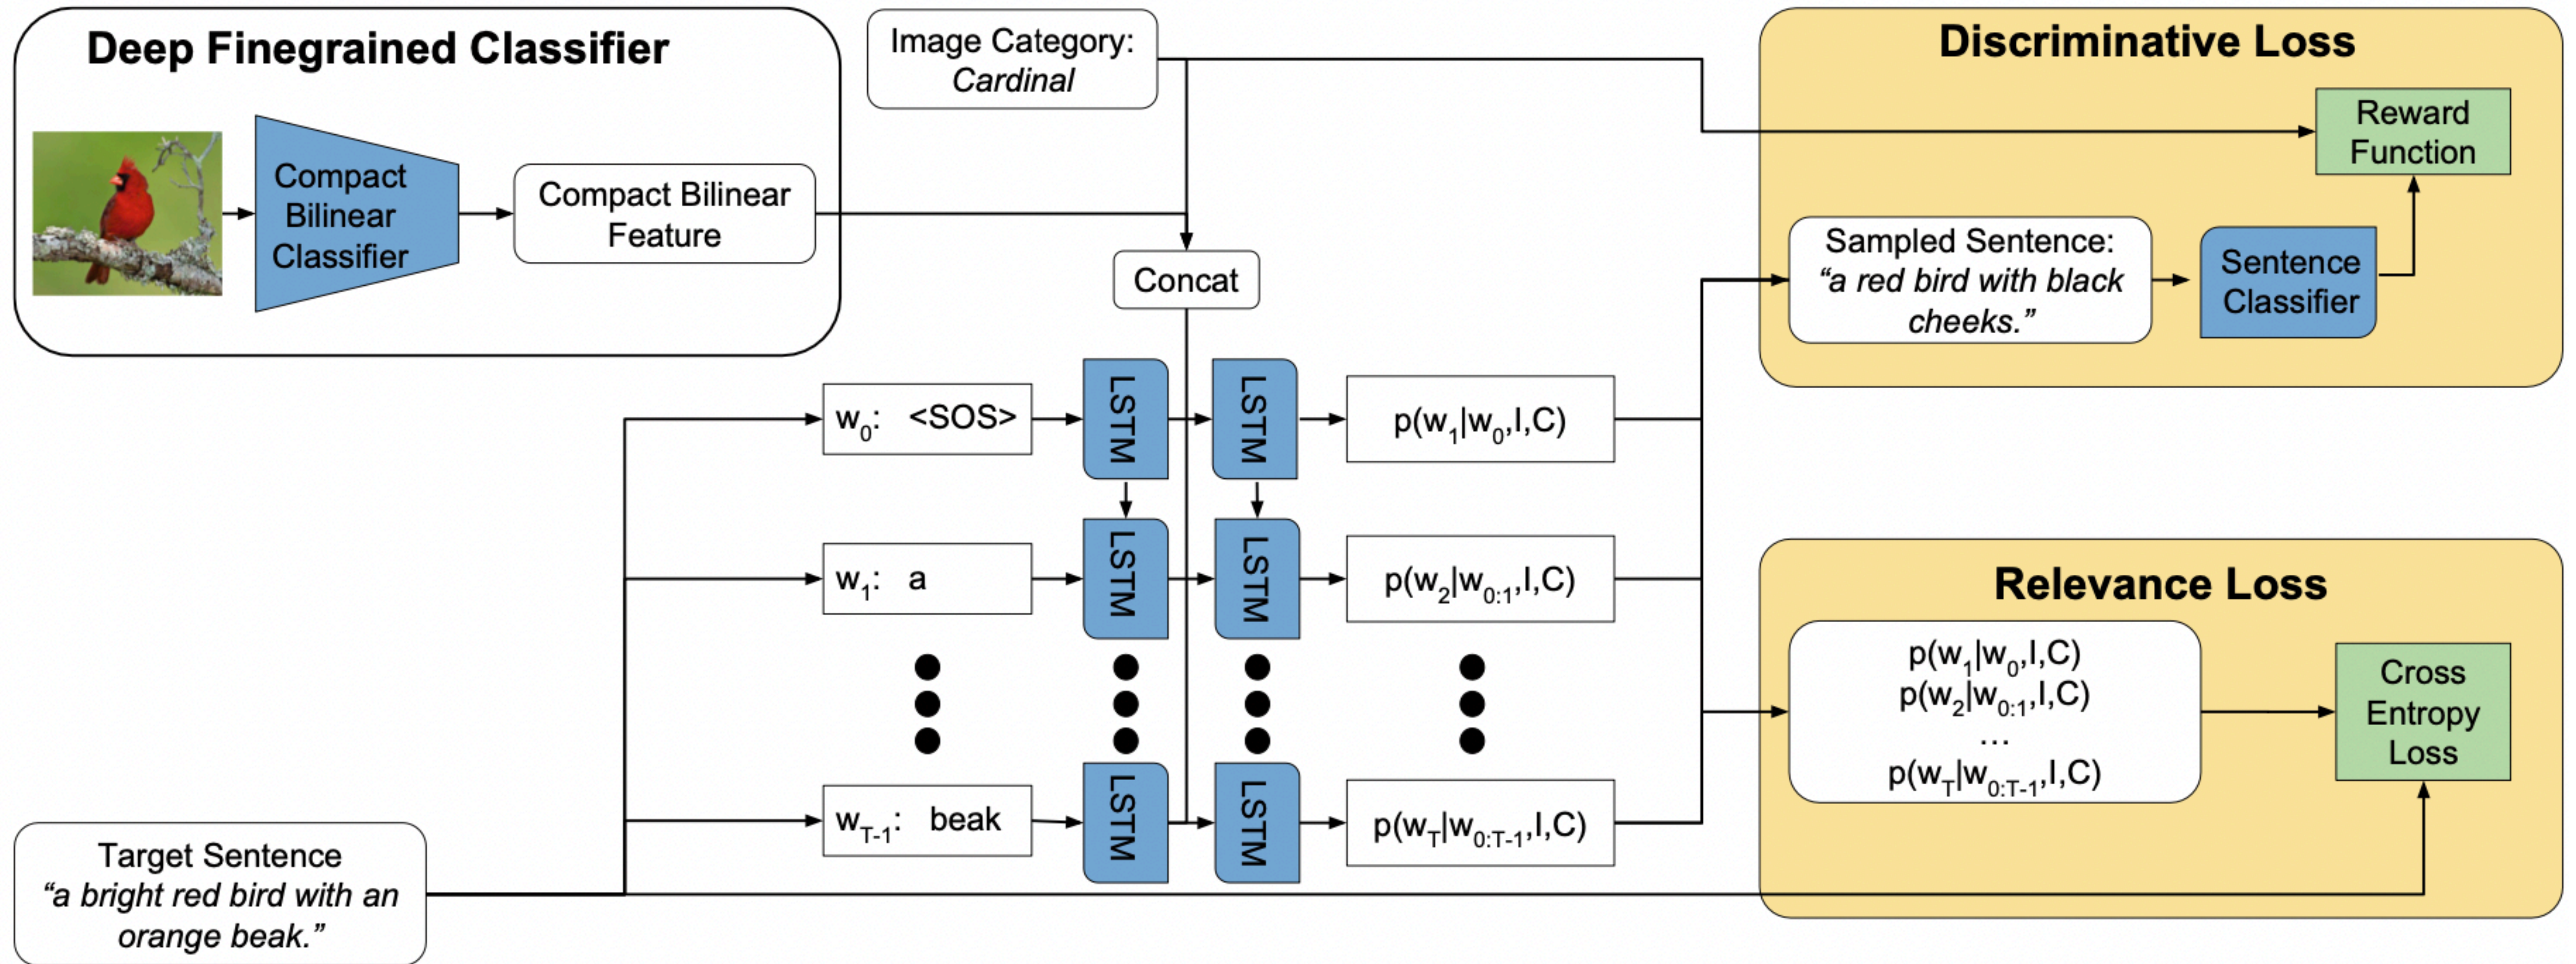 Deep Finegrained Classifier
Compact
Bilinear
Classifier
Compact Bilinear
Feature
Image Category:
Cardinal
Concat
Discriminative Loss
Reward
Function
Sampled Sentence:
“a red bird with black
cheeks.”
Sentence
Classifier
w0: <SOS>
LSTM
LSTM
p(w1|w0,I,C)
w1: a
LSTM
LSTM
p(w2|w0:1,I,C)
wT-1: beak
LSTM
LSTM
p(wT|w0:T-1,I,C)
Relevance Loss
p(w1|w0,I,C)
p(w2|w0:1,I,C)
...
p(wT|w0:T-1,I,C)
Cross
Entropy
Loss
Target Sentence
“a bright red bird with an
orange beak.”